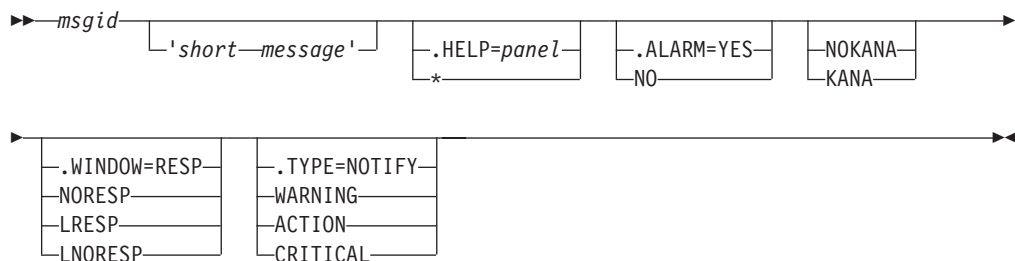 msgid
'short message'
.HELP=panel
*
.ALARM=YES
NO
NOKANA
KANA
.WINDOW=RESP
NORESP
LRESP
LNORESP
.TYPE=NOTIFY
WARNING
ACTION
CRITICAL